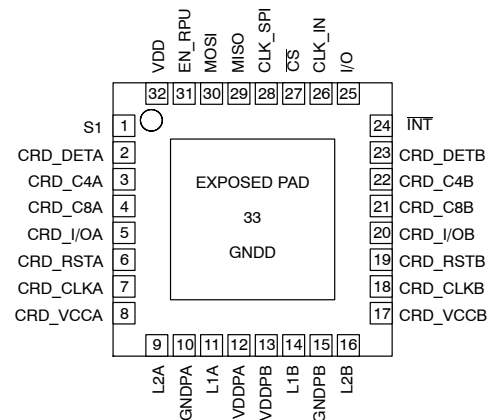 VDD
EN_RPU
MOSI
MISO
CLK_SPI
CS
CLK_IN
I/O
32 31 30 29 28 27 26 25
S1 1
CRD_DETA 2
CRD_C4A 3
CRD_C8A 4
CRD_I/OA 5
CRD_RSTA 6
CRD_CLKA 7
CRD_VCCA 8
EXPOSED PAD
33
GNDD
24 INT
23 CRD_DETB
22 CRD_C4B
21 CRD_C8B
20 CRD_I/OB
19 CRD_RSTB
18 CRD_CLKB
17 CRD_VCCB
9 10 11 12 13 14 15 16
L2A
GNDPA
L1A
VDDPA
VDDPB
L1B
GNDPB
L2B